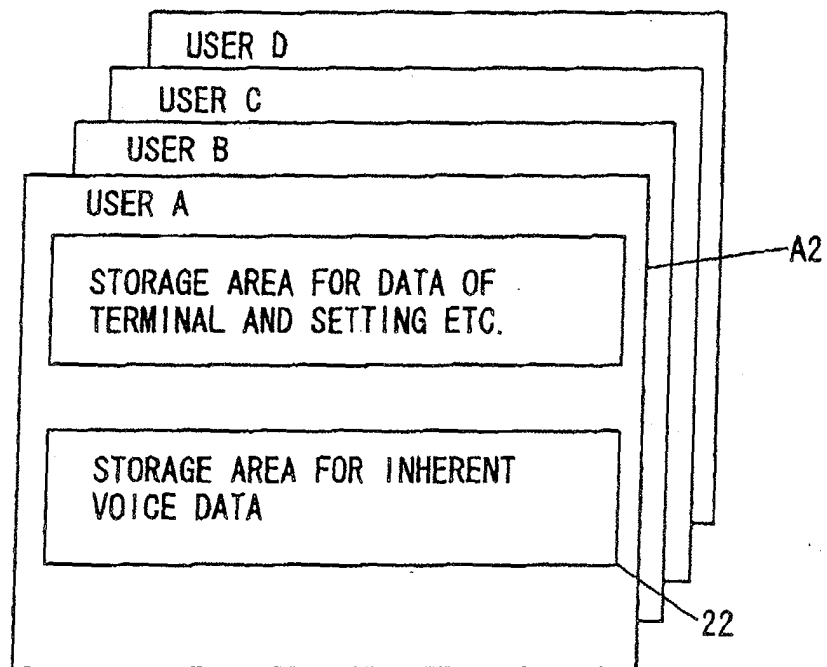 USER D
USER C
USER B
USER A
STORAGE AREA FOR DATA OF
TERMINAL AND SETTING ETC.
A2
STORAGE AREA FOR INHERENT
VOICE DATA
22